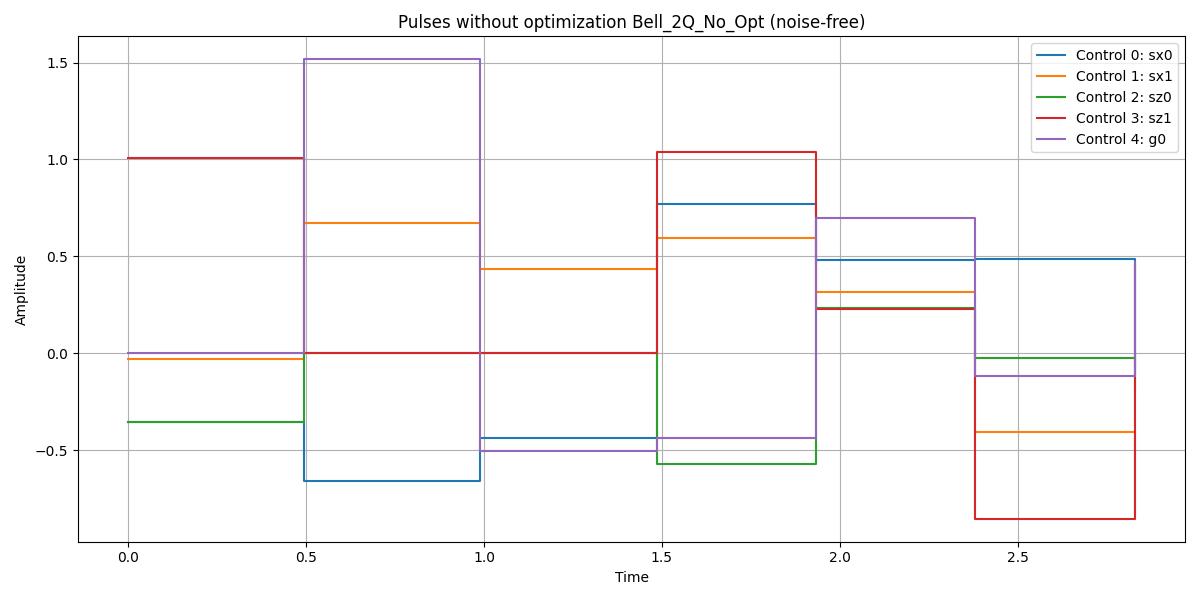 Pulses without optimization Bell_2Q_No_Opt (noise-free)
Control 0: sx0
Control 1: sx1
Control 2: sz0
Control 3: sz1
Control 4: g0
Amplitude
1.5
1.0
0.5
0.0
−0.5
0.0 0.5 1.0 1.5 2.0 2.5
Time